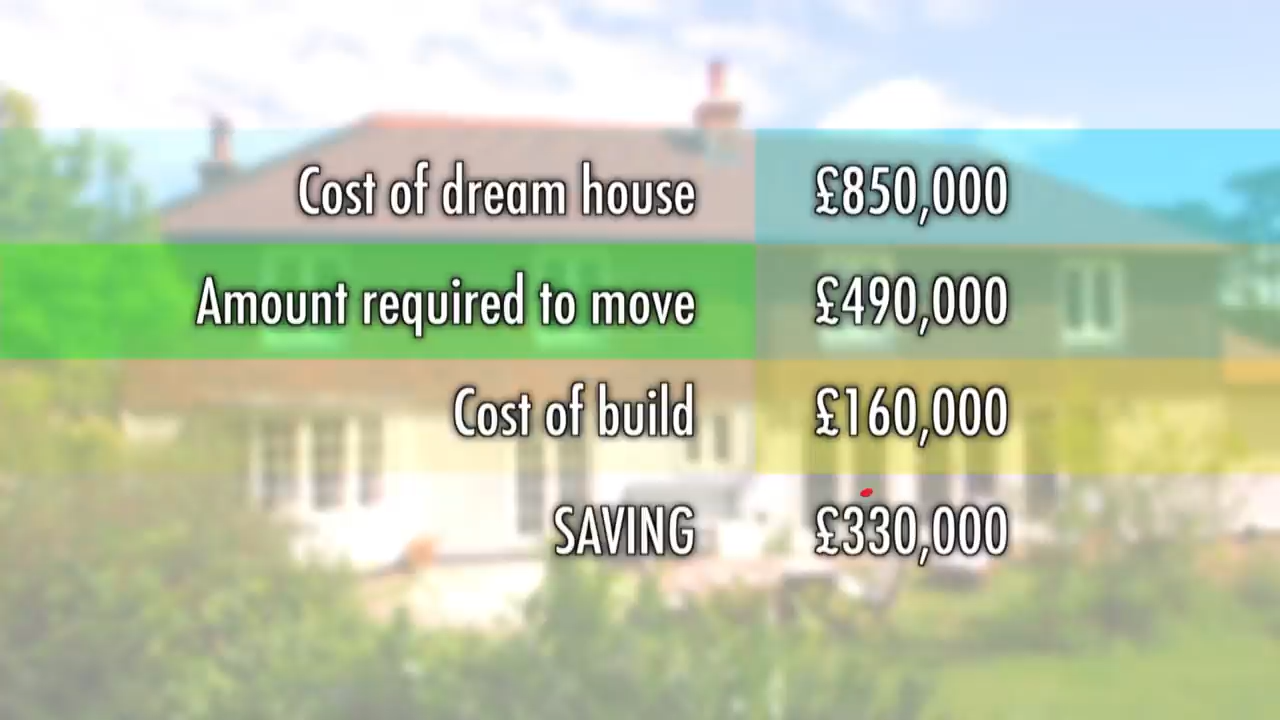 Cost of dream house £850,000
Amount required to move £490,000
Cost of build £160,000
SAVING £330,000